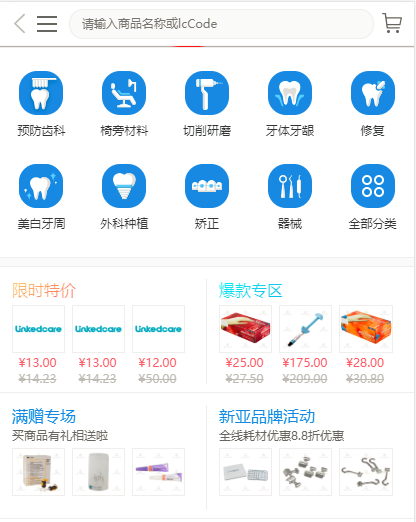 请输入商品名称或lcCode
预防齿科 椅旁材料 切削研磨 牙体牙龈 修复
美白牙周 外科种植 矫正 器械 全部分类
限时特价 爆款专区
Linkedcare Linkedcare Linkedcare
¥13.00 ¥13.00 ¥12.00 ¥25.00 ¥175.00 ¥28.00
¥14.23 ¥14.23 ¥50.00 ¥27.50 ¥209.00 ¥30.80
满赠专场 新亚品牌活动
买商品有礼相送啦 全线耗材优惠8.8折优惠